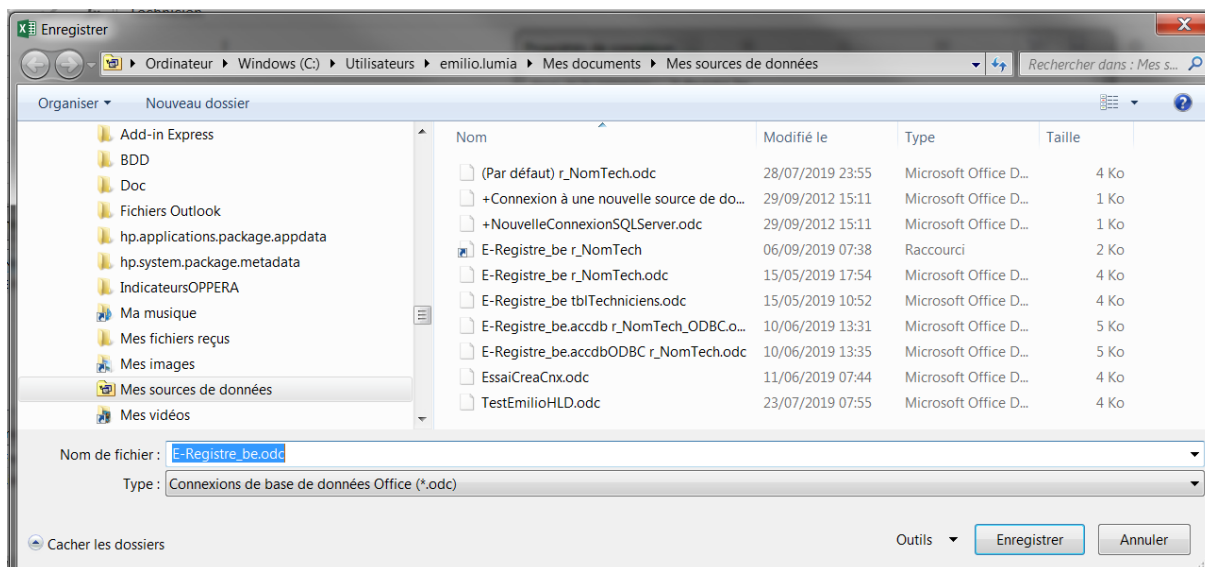 Enregistrer
Ordinateur Windows (C:) Utilisateurs emilio.lumia Mes documents Mes sources de données Rechercher dans : Mes s...
Organiser Nouveau dossier
Add-in Express
BDD
Doc
Fichiers Outlook
hp.applications.package.appdata
hp.system.package.metadata
IndicateursOPPERA
Ma musique
Mes fichiers reçus
Mes images
Mes sources de données
Mes vidéos
Nom Modifié le Type Taille
(Par défaut) r_NomTech.odc 28/07/2019 23:55 Microsoft Office D... 4 Ko
+Connexion à une nouvelle source de do... 29/09/2012 15:11 Microsoft Office D... 1 Ko
+NouvelleConnexionSQLServer.odc 29/09/2012 15:11 Microsoft Office D... 1 Ko
E-Registre_be r_NomTech 06/09/2019 07:38 Raccourci 2 Ko
E-Registre_be r_NomTech.odc 15/05/2019 17:54 Microsoft Office D... 4 Ko
E-Registre_be tblTechniciens.odc 15/05/2019 10:52 Microsoft Office D... 4 Ko
E-Registre_be.accdb r_NomTech_ODBC.o... 10/06/2019 13:31 Microsoft Office D... 5 Ko
E-Registre_be.accdbODBC r_NomTech.odc 10/06/2019 13:35 Microsoft Office D... 5 Ko
EssaiCreaCnx.odc 11/06/2019 07:44 Microsoft Office D... 4 Ko
TestEmilioHLD.odc 23/07/2019 07:55 Microsoft Office D... 4 Ko
Nom de fichier : E-Registre_be.odc
Type : Connexions de base de données Office (*.odc)
Cacher les dossiers Outils Enregistrer Annuler